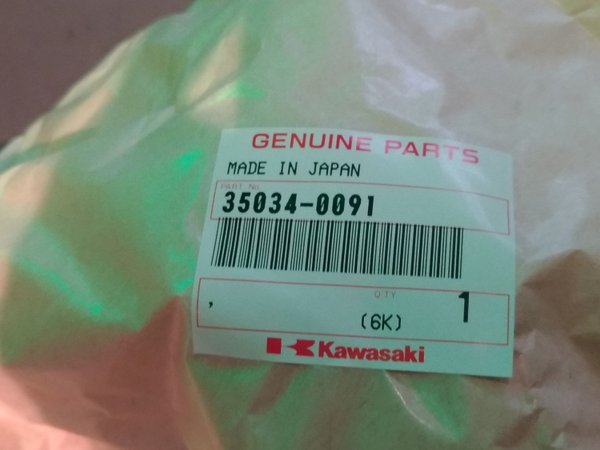 GENUINE PARTS
MADE IN JAPAN
PART No.
35034-0091
,
QTY 1
(6K)
Kawasaki